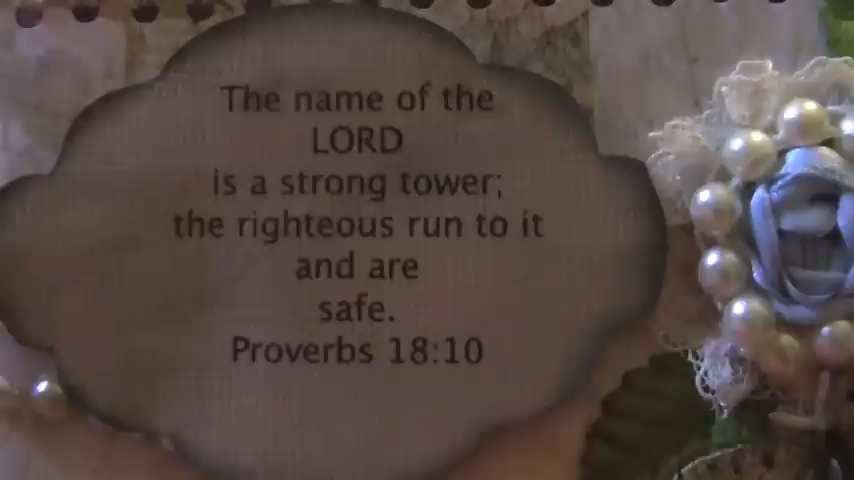 The name of the
LORD
is a strong tower;
the righteous run to it
and are
safe.
Proverbs 18:10